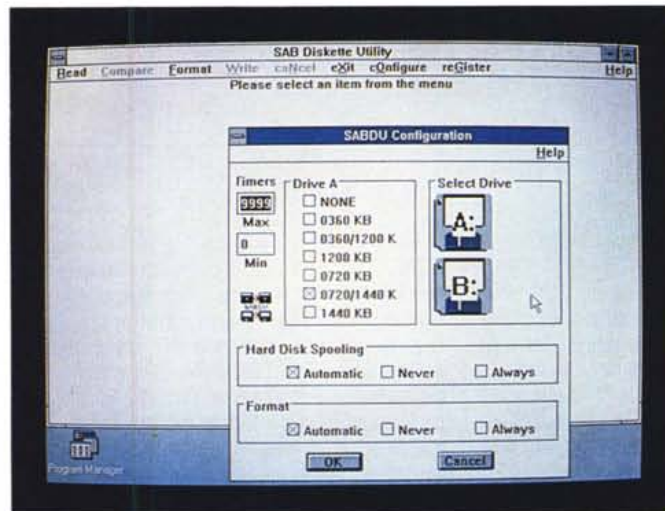 SAB Diskette Utility
Read Compare Format Write caNcel eXit cOnfigure reGister Help
Please select an item from the menu
SABDU Configuration
Help
Timers
9999
Max
0
Min
Drive A
NONE
0360 KB
0360/1200 K
1200 KB
0720 KB
0720/1440 K
1440 KB
Select Drive
A:
B:
Hard Disk Spooling
Automatic Never Always
Format
Automatic Never Always
OK Cancel
Program Manager